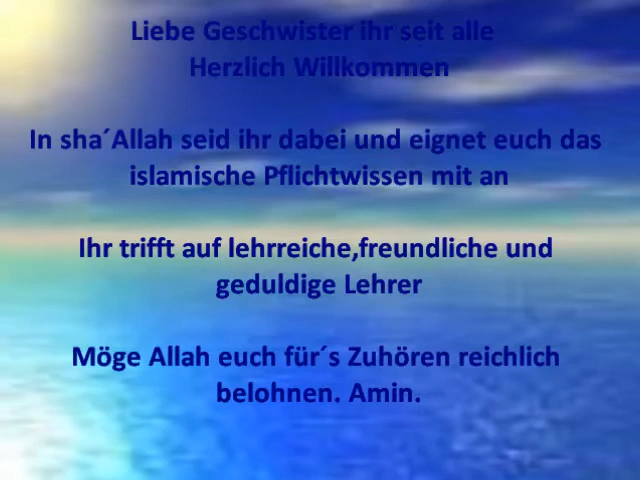 Liebe Geschwister ihr seit alle
Herzlich Willkommen
In sha´Allah seid ihr dabei und eignet euch das
islamische Pflichtwissen mit an
Ihr trifft auf lehrreiche,freundliche und
geduldige Lehrer
Möge Allah euch für´s Zuhören reichlich
belohnen. Amin.